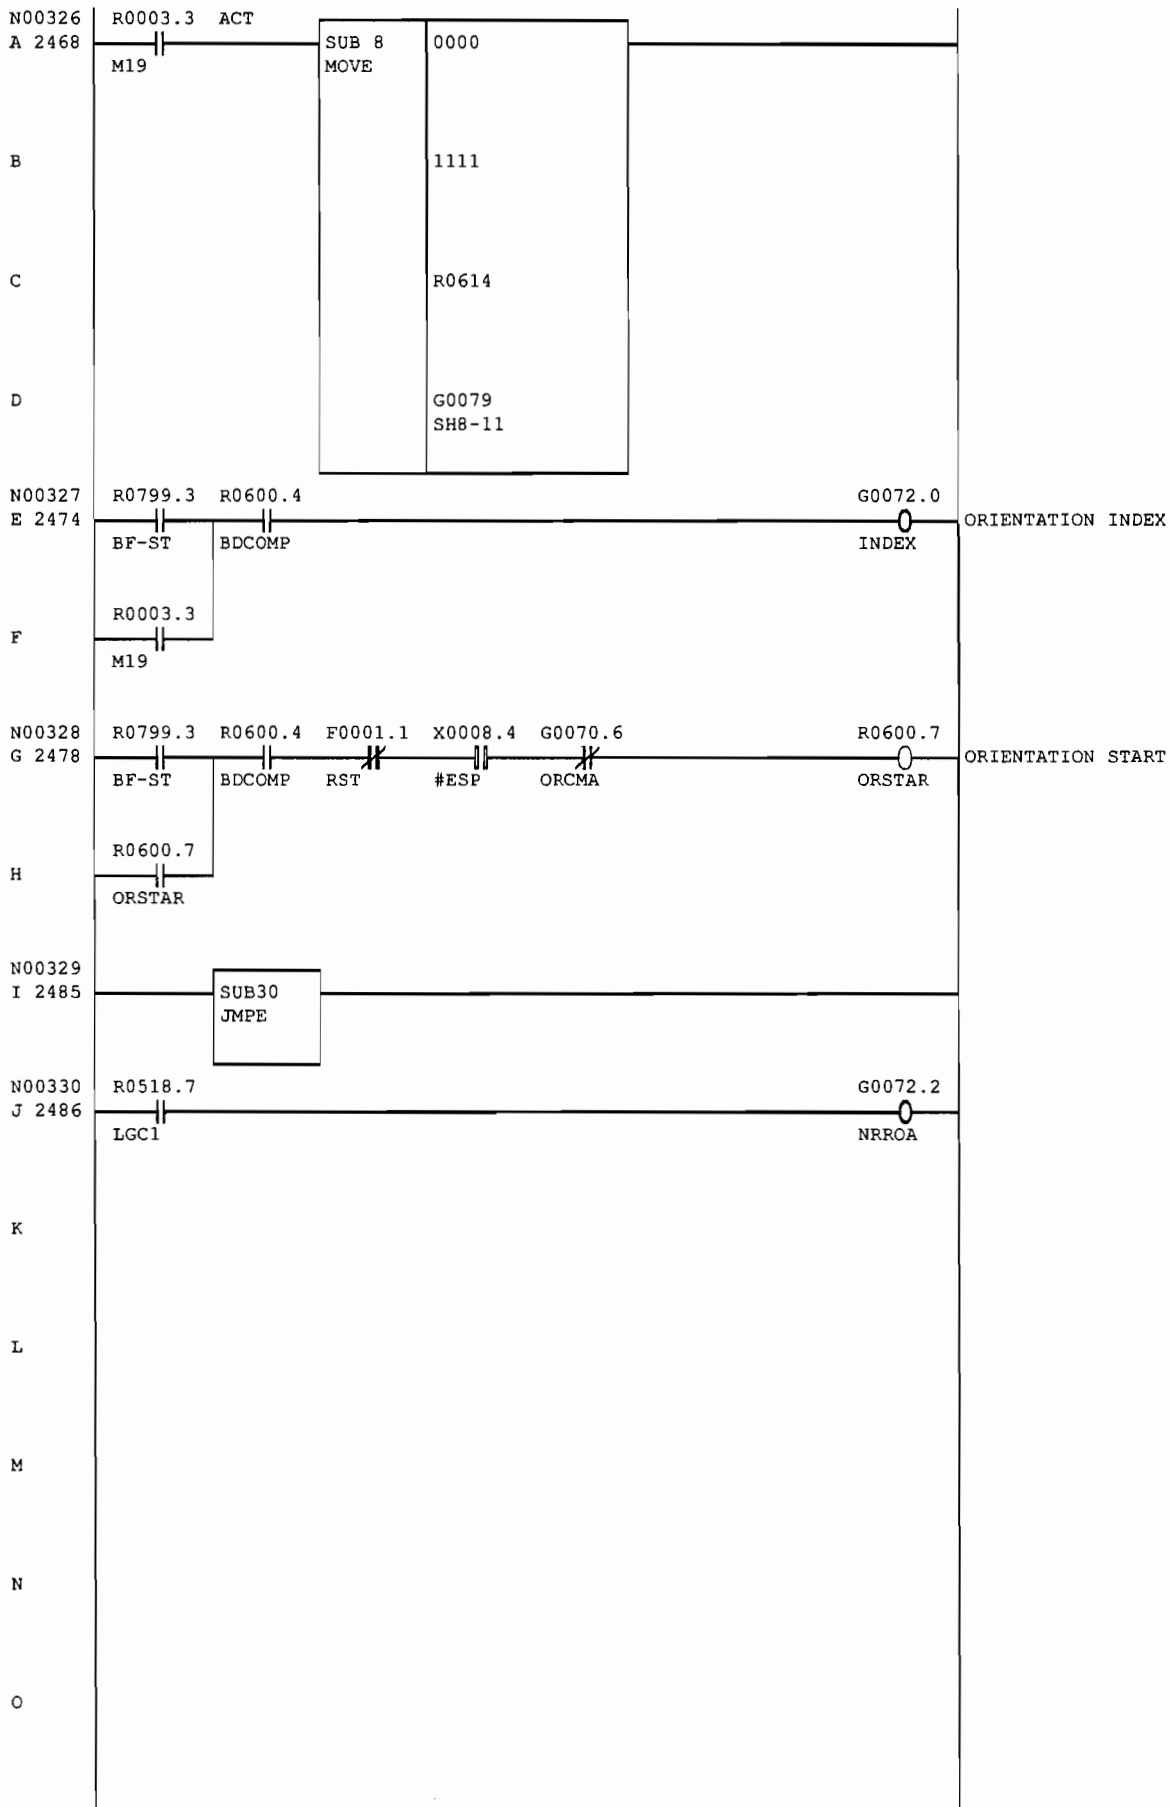 N00326 R0003.3 ACT
A 2468 SUB 8 0000
M19 MOVE
B 1111
C R0614
D G0079
SH8-11
N00327 R0799.3 R0600.4 G0072.0
E 2474 ORIENTATION INDEX
BF-ST BDCOMP INDEX
R0003.3
F
M19
N00328 R0799.3 R0600.4 F0001.1 X0008.4 G0070.6 R0600.7
G 2478 ORIENTATION START
BF-ST BDCOMP RST #ESP ORCMA ORSTAR
R0600.7
H
ORSTAR
N00329
I 2485 SUB30
JMPE
N00330 R0518.7 G0072.2
J 2486
LGC1 NRROA
K
L
M
N
O